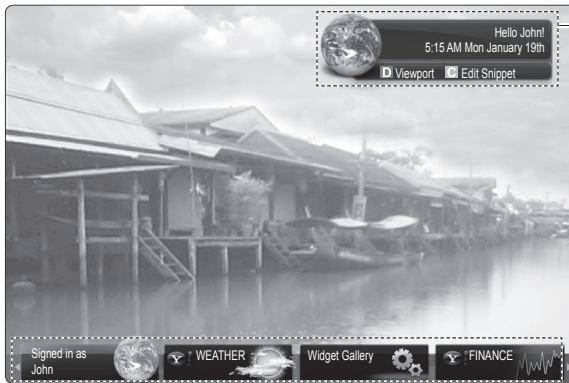 Hello John!
5:15 AM Mon January 19th
D Viewport C Edit Snippet
Signed in as
John
Y! WEATHER
Widget Gallery
Y! FINANCE